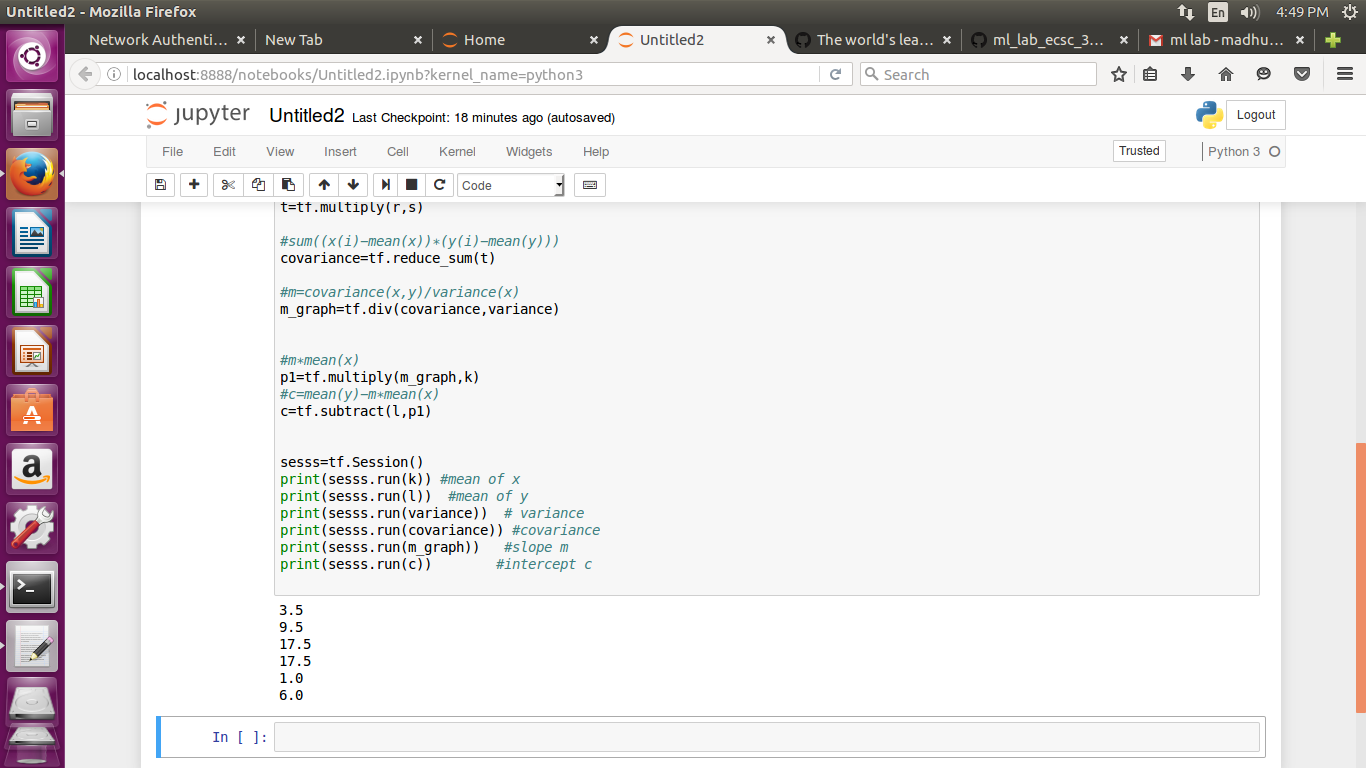 Untitled2 - Mozilla Firefox
En
4:49 PM
Network Authenti... ×
New Tab ×
Home ×
Untitled2 ×
The world's lea... ×
ml_lab_ecsc_3... ×
ml lab - madhu... ×
localhost:8888/notebooks/Untitled2.ipynb?kernel_name=python3
Search
jupyter Untitled2 Last Checkpoint: 18 minutes ago (autosaved)
Logout
File Edit View Insert Cell Kernel Widgets Help
Trusted
Python 3
Code
t=tf.multiply(r,s)
#sum((x(i)-mean(x))*(y(i)-mean(y)))
covariance=tf.reduce_sum(t)
#m=covariance(x,y)/variance(x)
m_graph=tf.div(covariance,variance)
#m*mean(x)
p1=tf.multiply(m_graph,k)
#c=mean(y)-m*mean(x)
c=tf.subtract(l,p1)
sesss=tf.Session()
print(sesss.run(k)) #mean of x
print(sesss.run(l))  #mean of y
print(sesss.run(variance))  # variance
print(sesss.run(covariance)) #covariance
print(sesss.run(m_graph))   #slope m
print(sesss.run(c))        #intercept c
3.5
9.5
17.5
17.5
1.0
6.0
In [ ]: